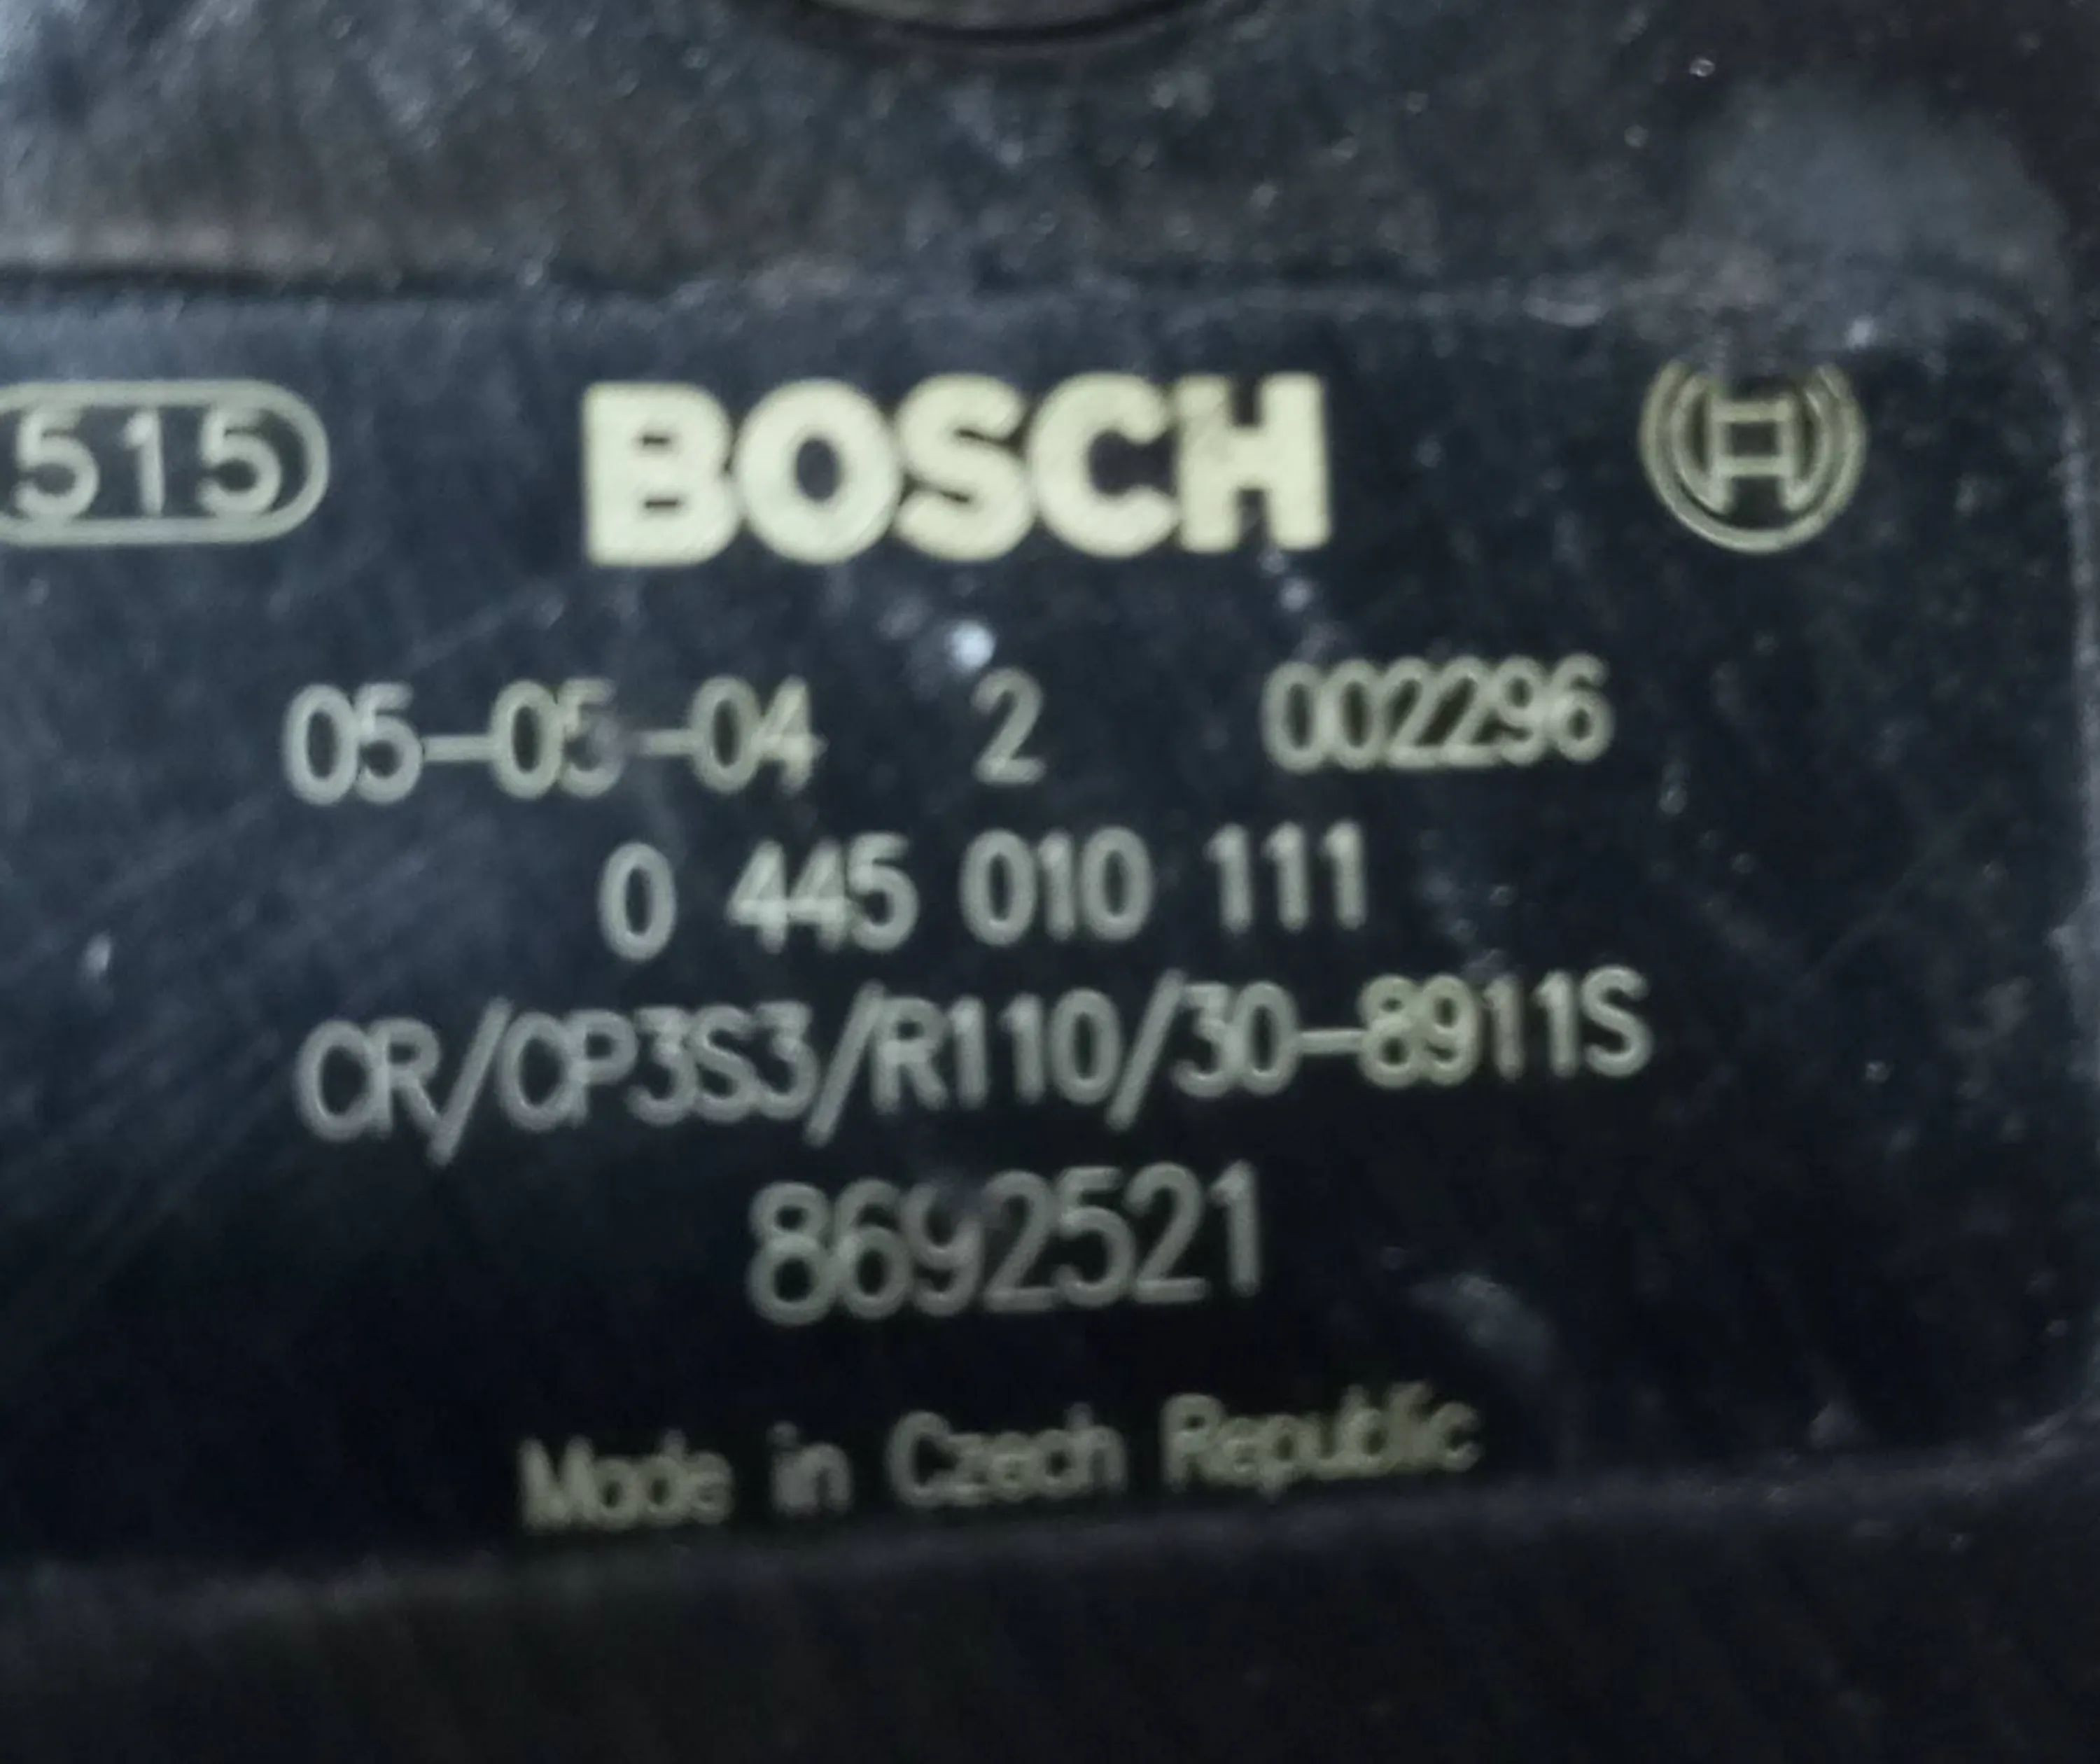 515 BOSCH
05-05-04 2 002296
0 445 010 111
CR/CP3S3/R110/30-8911S
8692521
Made in Czech Republic